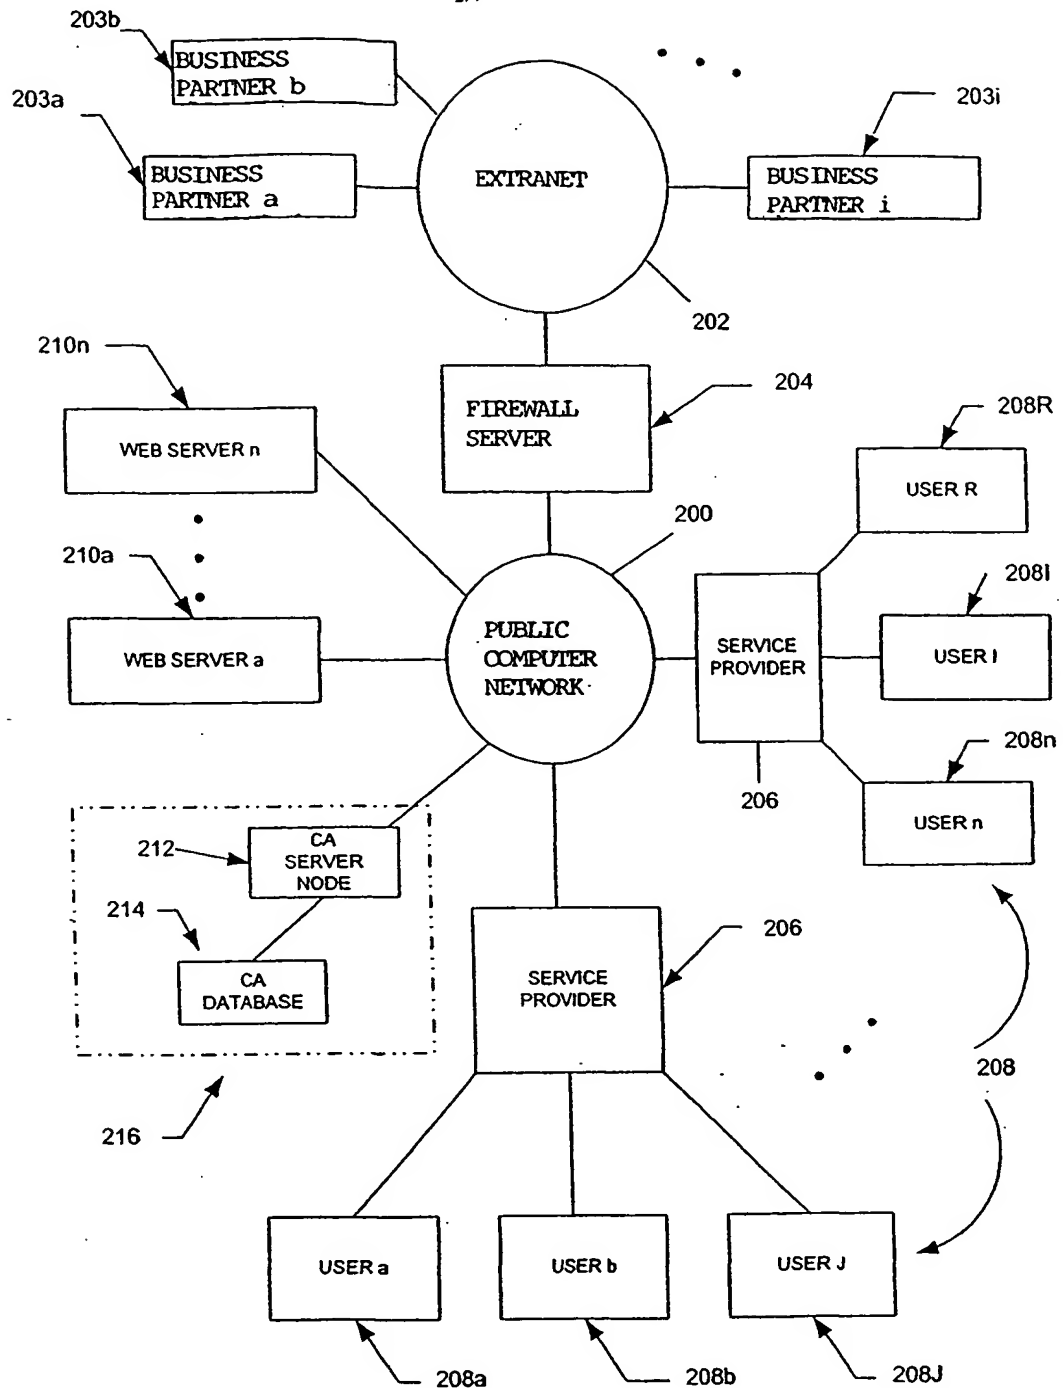 203b
BUSINESS
PARTNER b
203a
BUSINESS
PARTNER a
EXTRANET
203i
BUSINESS
PARTNER i
202
210n
WEB SERVER n
FIREWALL
SERVER
204
208R
USER R
200
210a
WEB SERVER a
PUBLIC
COMPUTER
NETWORK
SERVICE
PROVIDER
208l
USER l
206
208n
USER n
212
CA
SERVER
NODE
214
CA
DATABASE
216
SERVICE
PROVIDER
206
208
USER a
USER b
USER J
208a
208b
208J